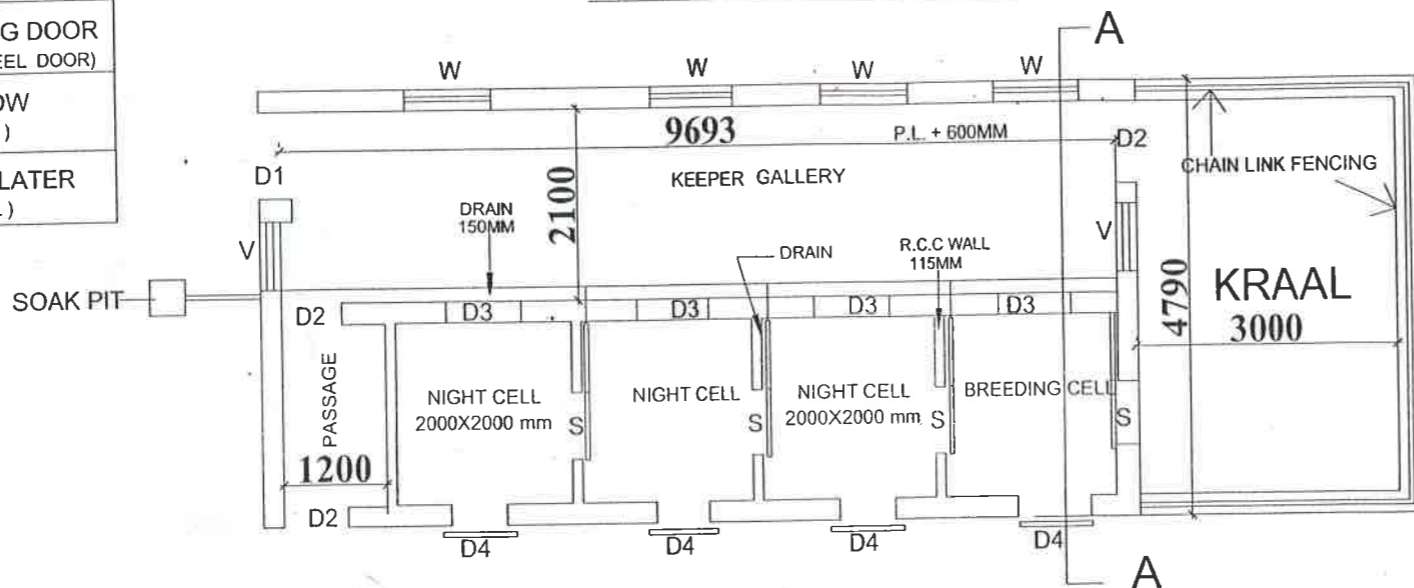 G DOOR
EEL DOOR)
OW
)
LATER
)
A
W
W
W
W
9693
P.L. + 600MM
D2
CHAIN LINK FENCING
D1
KEEPER GALLERY
DRAIN
150MM
2100
V
DRAIN
R.C.C WALL
115MM
V
SOAK PIT
D2
D3
D3
D3
D3
4790
KRAAL
3000
PASSAGE
NIGHT CELL
2000X2000 mm
NIGHT CELL
NIGHT CELL
2000X2000 mm
BREEDING CELL
S
S
S
S
1200
D2
D4
D4
D4
D4
A